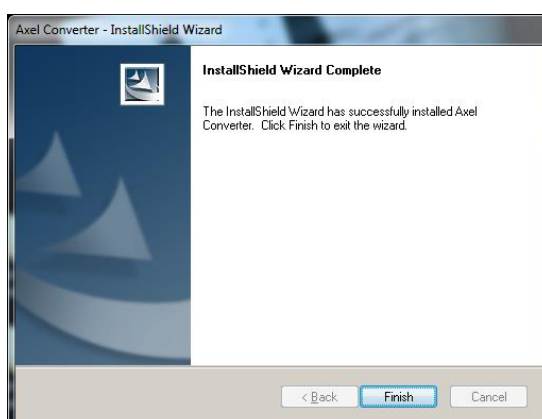 Axel Converter - InstallShield Wizard
InstallShield Wizard Complete
The InstallShield Wizard has successfully installed Axel
Converter. Click Finish to exit the wizard.
< Back
Finish
Cancel